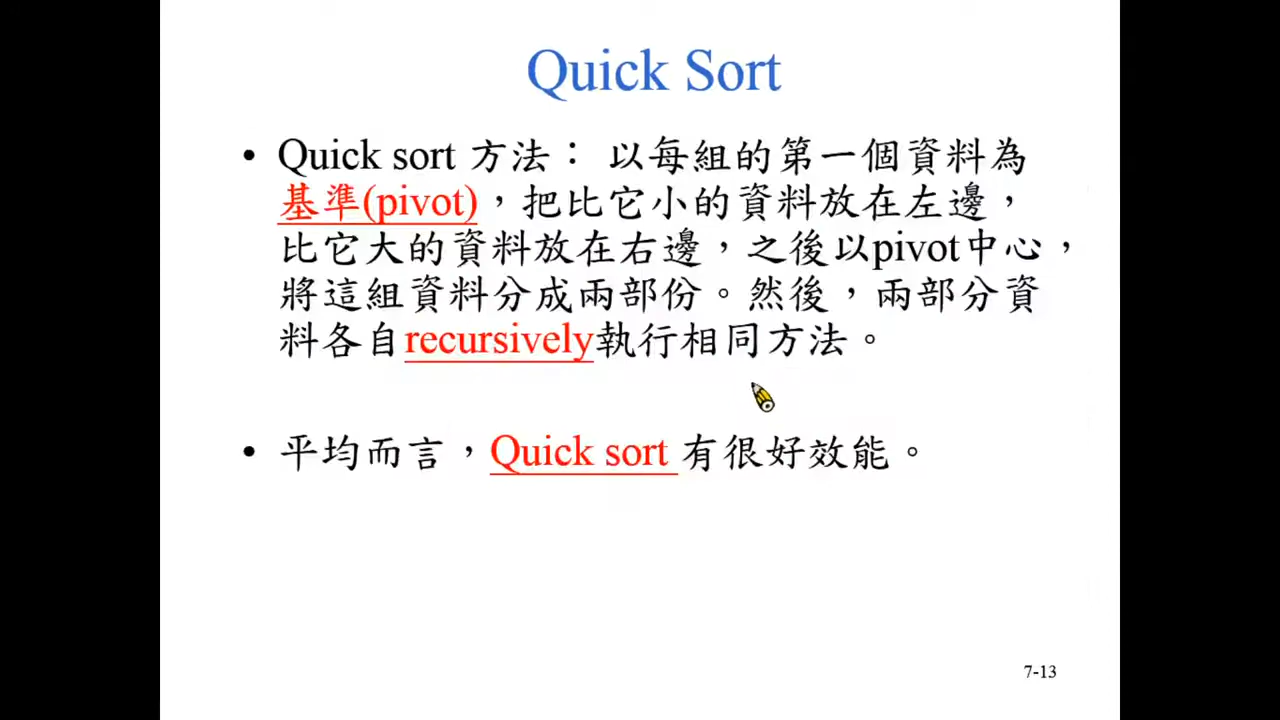 Quick Sort
• Quick sort 方法： 以每組的第一個資料為
基準(pivot)，把比它小的資料放在左邊，
比它大的資料放在右邊，之後以pivot中心，
將這組資料分成兩部份。然後，兩部分資
料各自recursively執行相同方法。
• 平均而言，Quick sort 有很好效能。
7-13